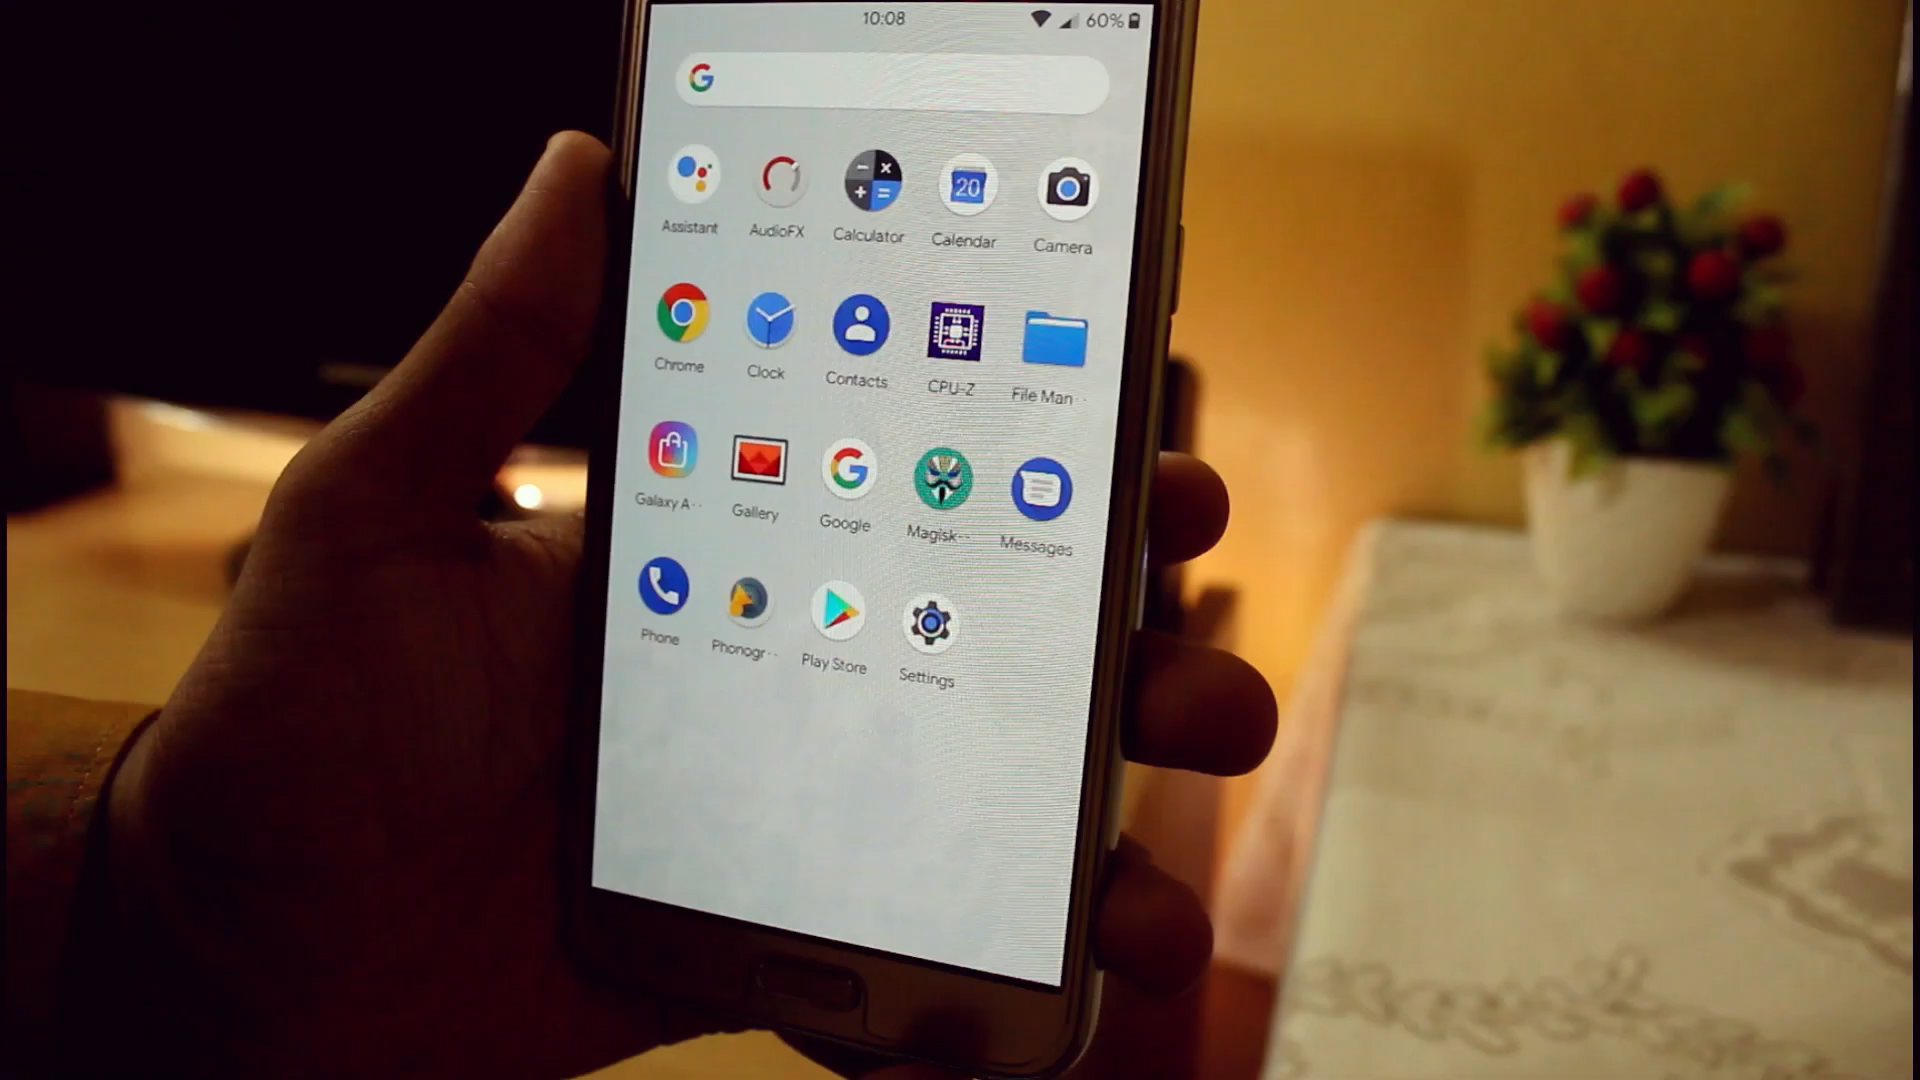 10:08 60%
G
Assistant AudioFX Calculator Calendar Camera
20
Chrome Clock Contacts CPU-Z File Man··
Galaxy A·· Gallery Google Magisk·· Messages
G
Phone Phonogr·· Play Store Settings